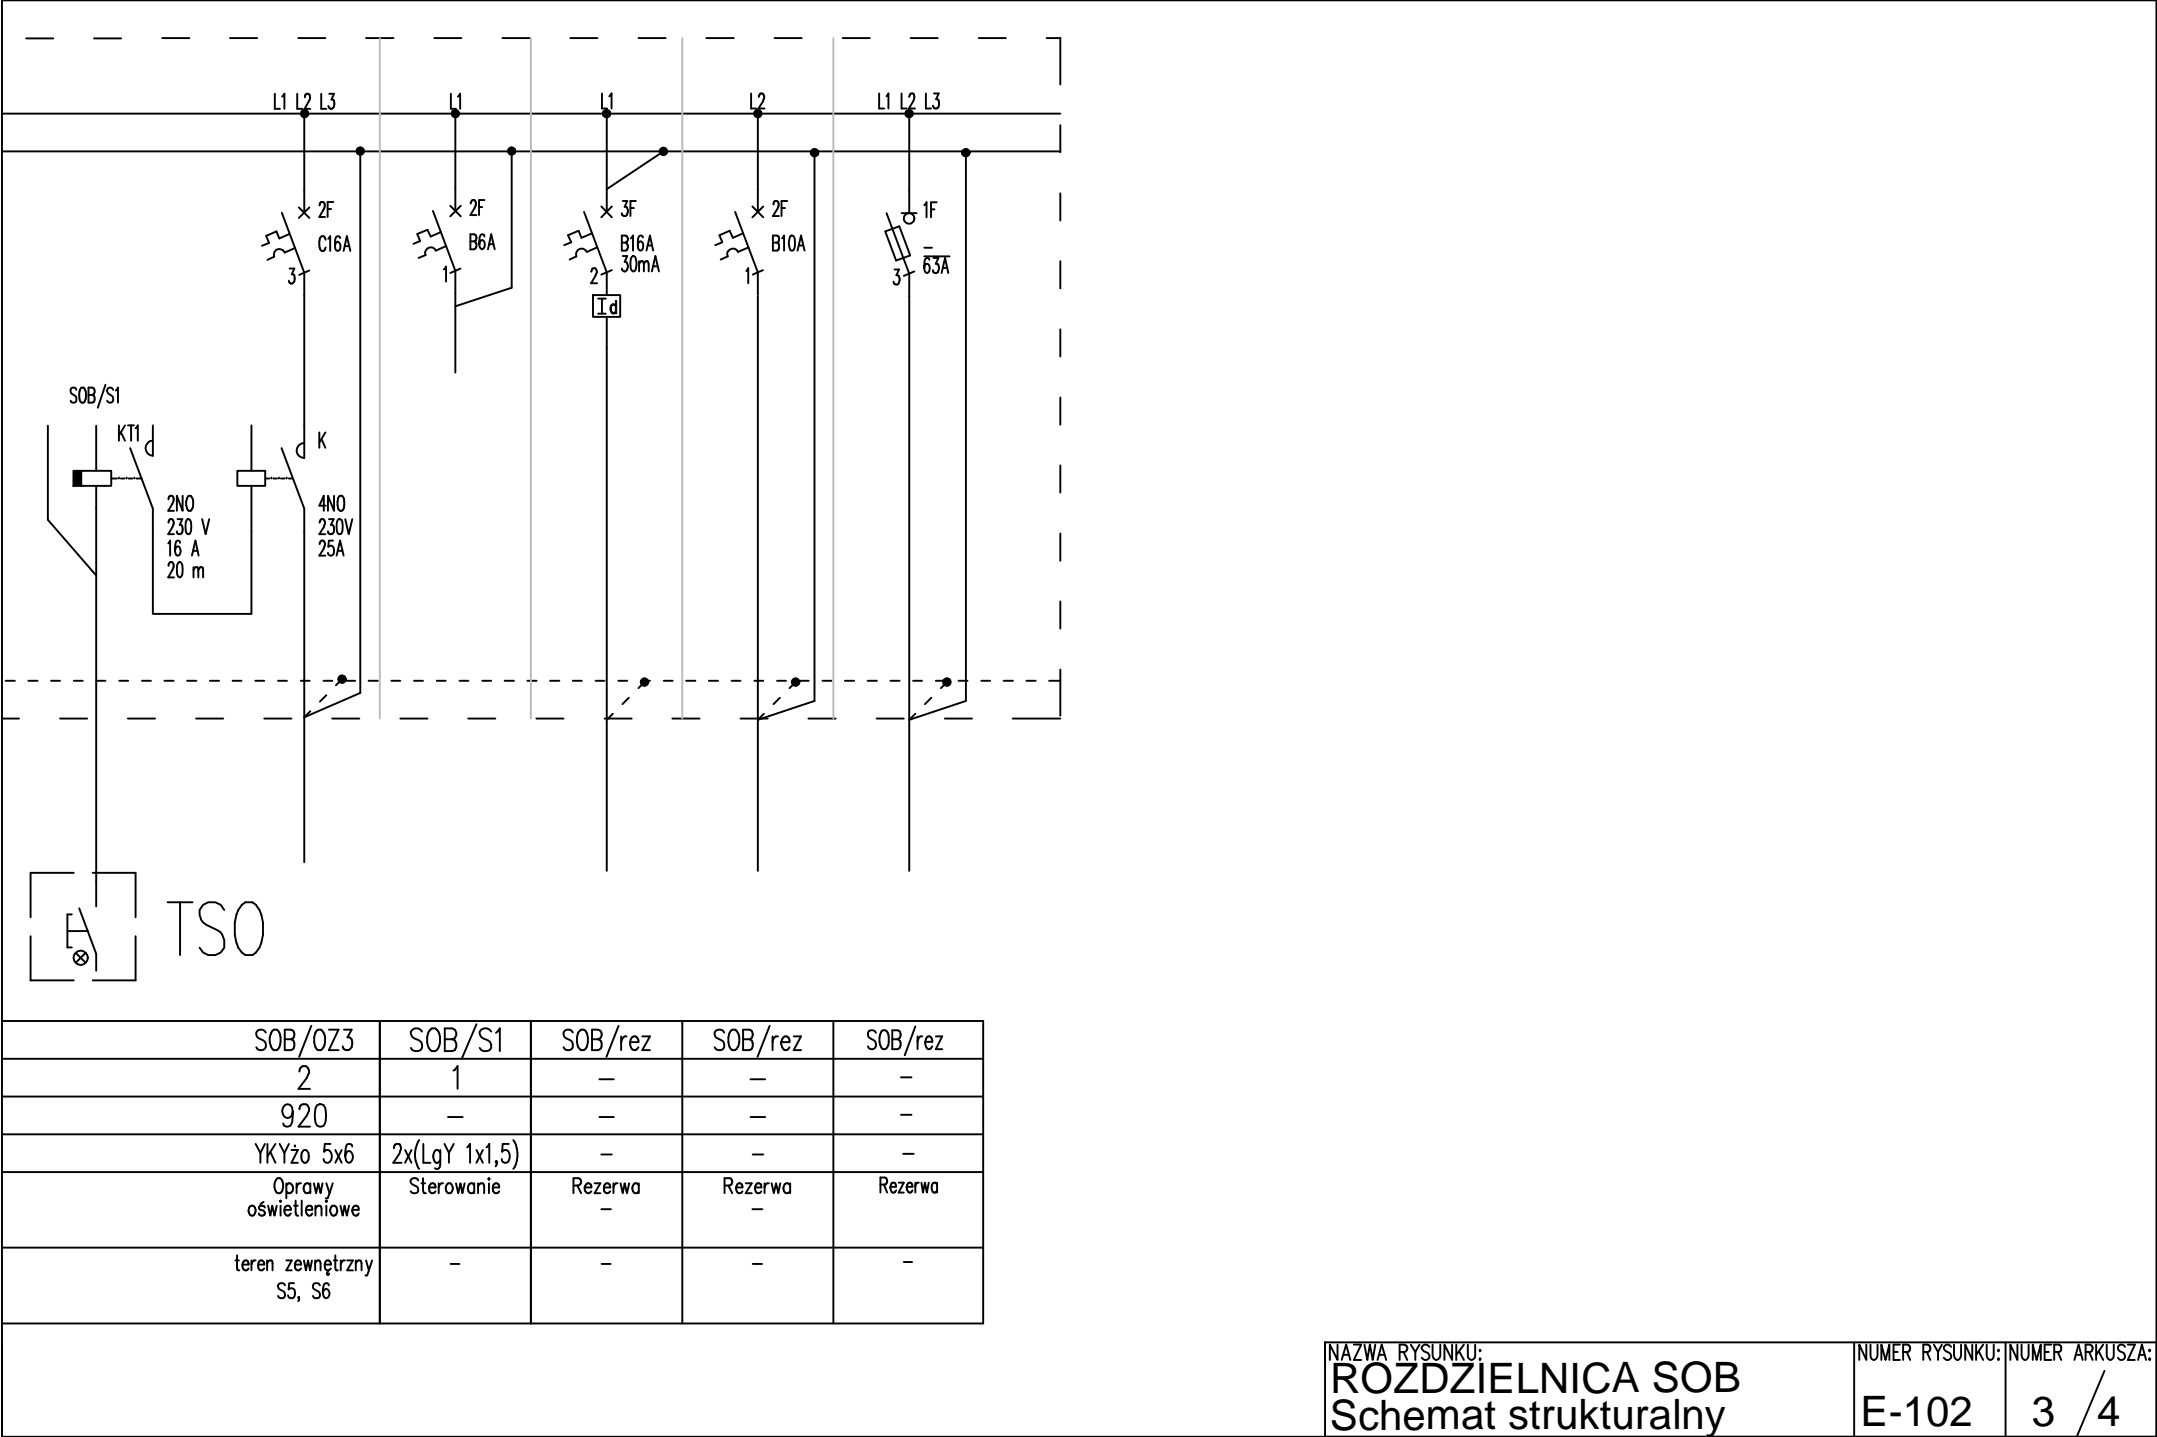 L1 L2 L3
L1
L1
L2
L1 L2 L3
2F
C16A
3
2F
B6A
1
3F
B16A
30mA
2
Id
2F
B10A
1
1F
–
63A
3
SOB/S1
KT1
2NO
230 V
16 A
20 m
K
4NO
230V
25A
TSO
SOB/OZ3 SOB/S1 SOB/rez SOB/rez SOB/rez
2 1 – – –
920 – – – –
YKYżo 5x6 2x(LgY 1x1,5) – – –
Oprawy Sterowanie Rezerwa Rezerwa Rezerwa
oświetleniowe – –
teren zewnętrzny – – – –
S5, S6
NAZWA RYSUNKU: NUMER RYSUNKU: NUMER ARKUSZA:
ROZDZIELNICA SOB
Schemat strukturalny E-102 3 / 4